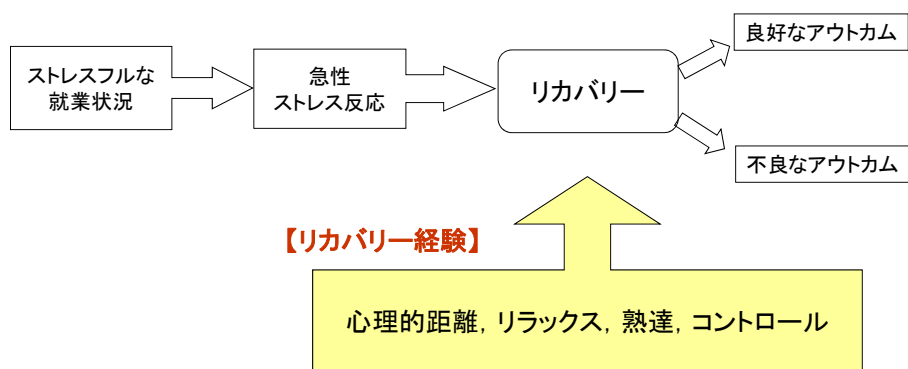 ストレスフルな
就業状況
急性
ストレス反応
リカバリー
良好なアウトカム
不良なアウトカム
【リカバリー経験】
心理的距離, リラックス, 熟達, コントロール